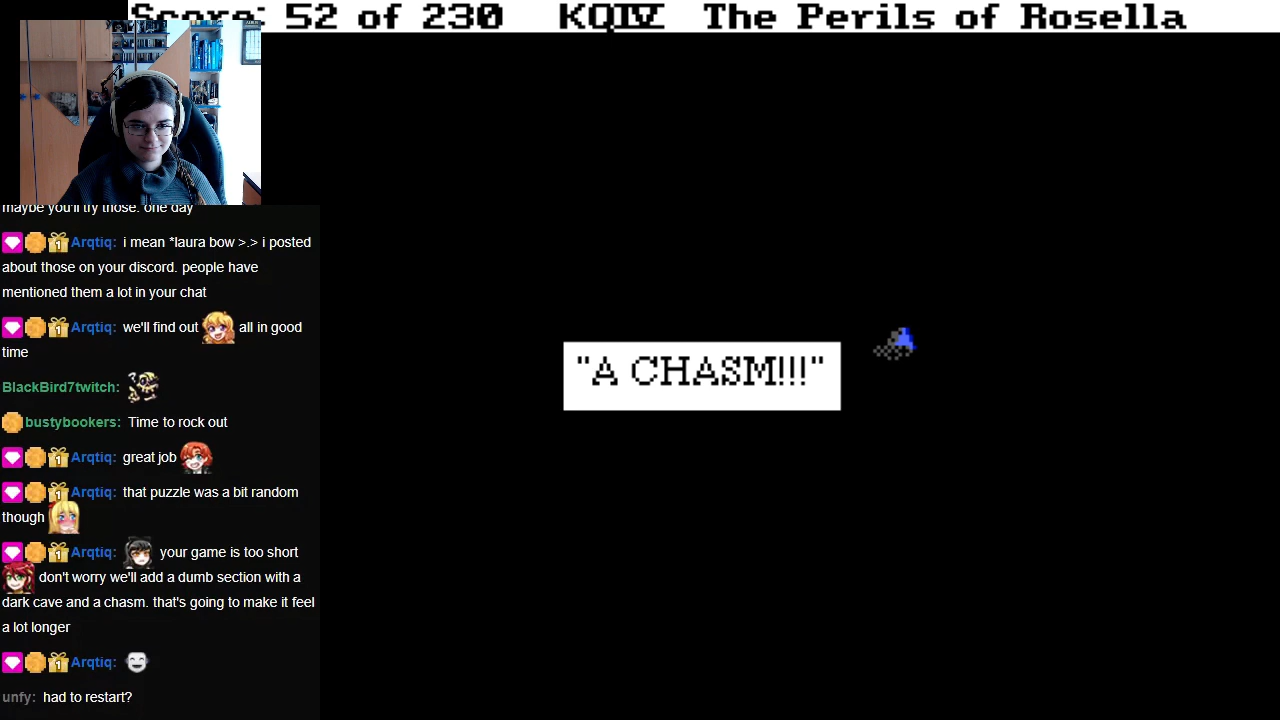 Score: 52 of 230 KQIV The Perils of Rosella
maybe you'll try those. one day
Arqtiq: i mean *laura bow >.> i posted
about those on your discord. people have
mentioned them a lot in your chat
Arqtiq: we'll find out all in good
time
BlackBird7twitch:
bustybookers: Time to rock out
Arqtiq: great job
Arqtiq: that puzzle was a bit random
though
Arqtiq: your game is too short
don't worry we'll add a dumb section with a
dark cave and a chasm. that's going to make it feel
a lot longer
Arqtiq:
unfy: had to restart?
"A CHASM!!!"